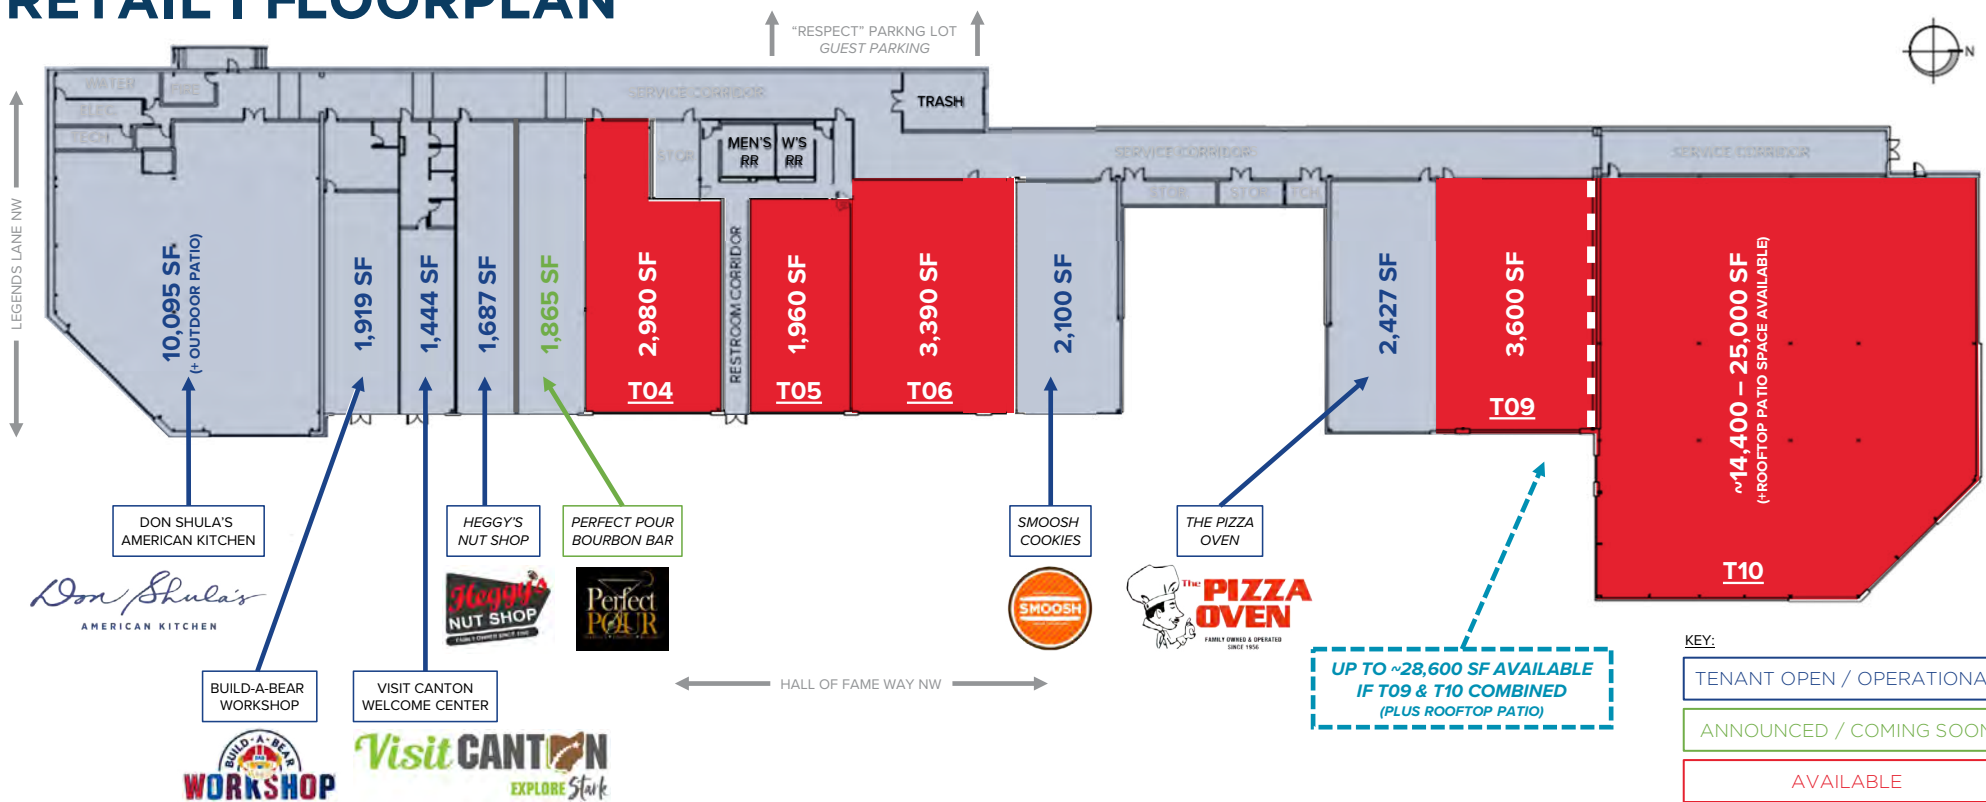 RETAIL 1 FLOORPLAN
"RESPECT" PARKNG LOT
GUEST PARKING
N
WATER
FIRE
ELEC
TECH
SERVICE CORRIDOR
TRASH
STOR
MEN'S
RR
W'S
RR
SERVICE CORRIDOR
SERVICE CORRIDOR
STOR
STOR
LEGENDS LANE NW
10,095 SF
(+ OUTDOOR PATIO)
1,919 SF
1,444 SF
1,687 SF
1,865 SF
2,980 SF
T04
RESTROOM CORRIDOR
1,960 SF
T05
3,390 SF
T06
2,100 SF
2,427 SF
3,600 SF
T09
~14,400 – 25,000 SF
(+ROOFTOP PATIO SPACE AVAILABLE)
T10
DON SHULA'S
AMERICAN KITCHEN
HEGGY'S
NUT SHOP
PERFECT POUR
BOURBON BAR
SMOOSH
COOKIES
THE PIZZA
OVEN
Don Shula's
AMERICAN KITCHEN
Heggy's
NUT SHOP
FAMILY OWNED SINCE 1950
Perfect
POUR
SMOOSH
The PIZZA
OVEN
FAMILY OWNED & OPERATED
SINCE 1956
BUILD-A-BEAR
WORKSHOP
VISIT CANTON
WELCOME CENTER
BUILD-A-BEAR
WORKSHOP
Visit CANTON
EXPLORE Stark
HALL OF FAME WAY NW
UP TO ~28,600 SF AVAILABLE
IF T09 & T10 COMBINED
(PLUS ROOFTOP PATIO)
KEY:
TENANT OPEN / OPERATIONA
ANNOUNCED / COMING SOON
AVAILABLE